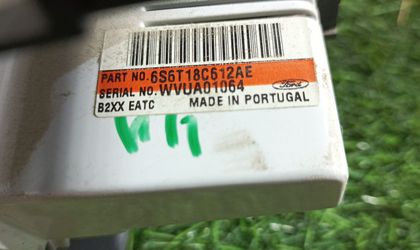 PART NO. 6S6T18C612AE
SERIAL NO. WVUA01064
Ford
B2XX EATC MADE IN PORTUGAL